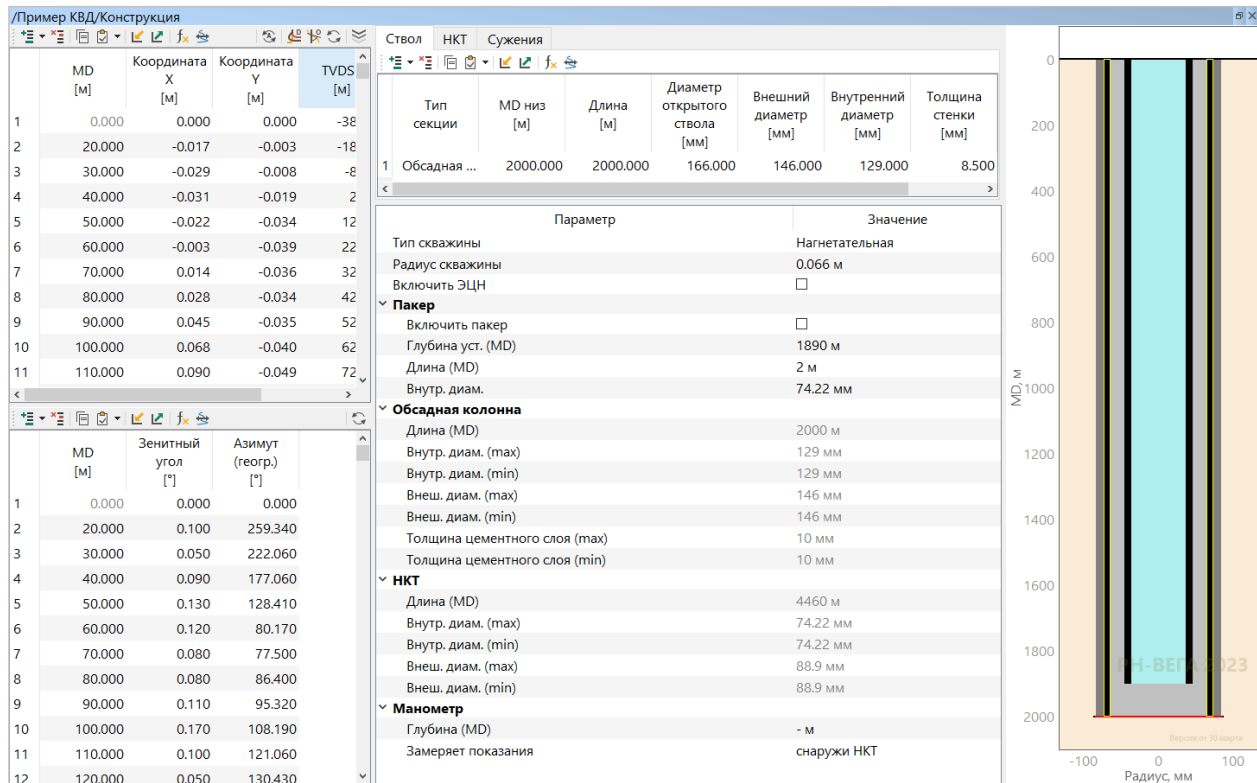 /Пример КВД/Конструкция
MD
[м]
Координата
X
[м]
Координата
Y
[м]
TVDS
[м]
1 0.000 0.000 0.000 -38
2 20.000 -0.017 -0.003 -18
3 30.000 -0.029 -0.008 -8
4 40.000 -0.031 -0.019 2
5 50.000 -0.022 -0.034 12
6 60.000 -0.003 -0.039 22
7 70.000 0.014 -0.036 32
8 80.000 0.028 -0.034 42
9 90.000 0.045 -0.035 52
10 100.000 0.068 -0.040 62
11 110.000 0.090 -0.049 72
MD
[м]
Зенитный
угол
[°]
Азимут
(геогр.)
[°]
1 0.000 0.000 0.000
2 20.000 0.100 259.340
3 30.000 0.050 222.060
4 40.000 0.090 177.060
5 50.000 0.130 128.410
6 60.000 0.120 80.170
7 70.000 0.080 77.500
8 80.000 0.080 86.400
9 90.000 0.110 95.320
10 100.000 0.170 108.190
11 110.000 0.100 121.060
12 120.000 0.050 130.430
Ствол НКТ Сужения
Тип
секции
MD низ
[м]
Длина
[м]
Диаметр
открытого
ствола
[мм]
Внешний
диаметр
[мм]
Внутренний
диаметр
[мм]
Толщина
стенки
[мм]
1 Обсадная ... 2000.000 2000.000 166.000 146.000 129.000 8.500
Параметр Значение
Тип скважины Нагнетательная
Радиус скважины 0.066 м
Включить ЭЦН
Пакер
Включить пакер
Глубина уст. (MD) 1890 м
Длина (MD) 2 м
Внутр. диам. 74.22 мм
Обсадная колонна
Длина (MD) 2000 м
Внутр. диам. (max) 129 мм
Внутр. диам. (min) 129 мм
Внеш. диам. (max) 146 мм
Внеш. диам. (min) 146 мм
Толщина цементного слоя (max) 10 мм
Толщина цементного слоя (min) 10 мм
НКТ
Длина (MD) 4460 м
Внутр. диам. (max) 74.22 мм
Внутр. диам. (min) 74.22 мм
Внеш. диам. (max) 88.9 мм
Внеш. диам. (min) 88.9 мм
Манометр
Глубина (MD) - м
Замеряет показания снаружи НКТ
0
200
400
600
800
1000
1200
1400
1600
1800
2000
MD, м
РН-ВЕГА 2023
Версия от 30 марта
-100 0 100
Радиус, мм